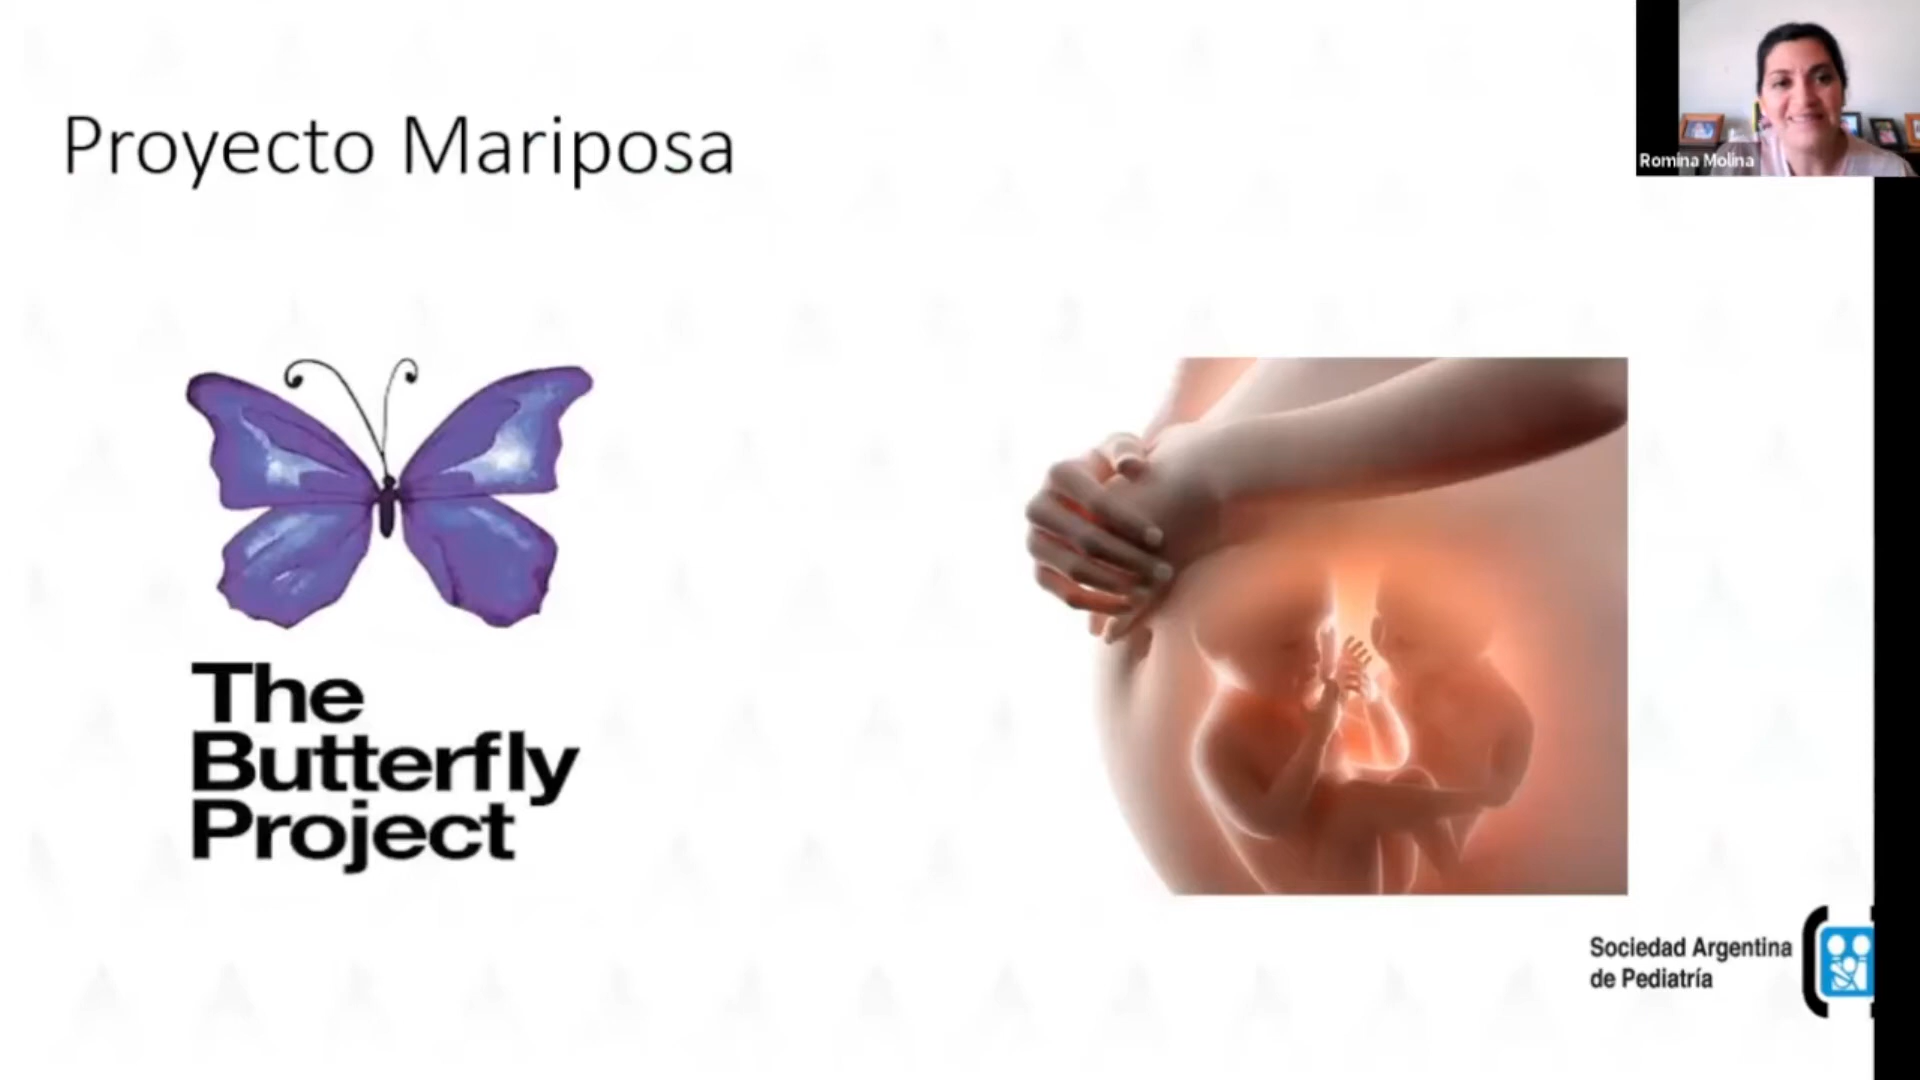 Proyecto Mariposa
Romina Molina
The
Butterfly
Project
Sociedad Argentina
de Pediatría